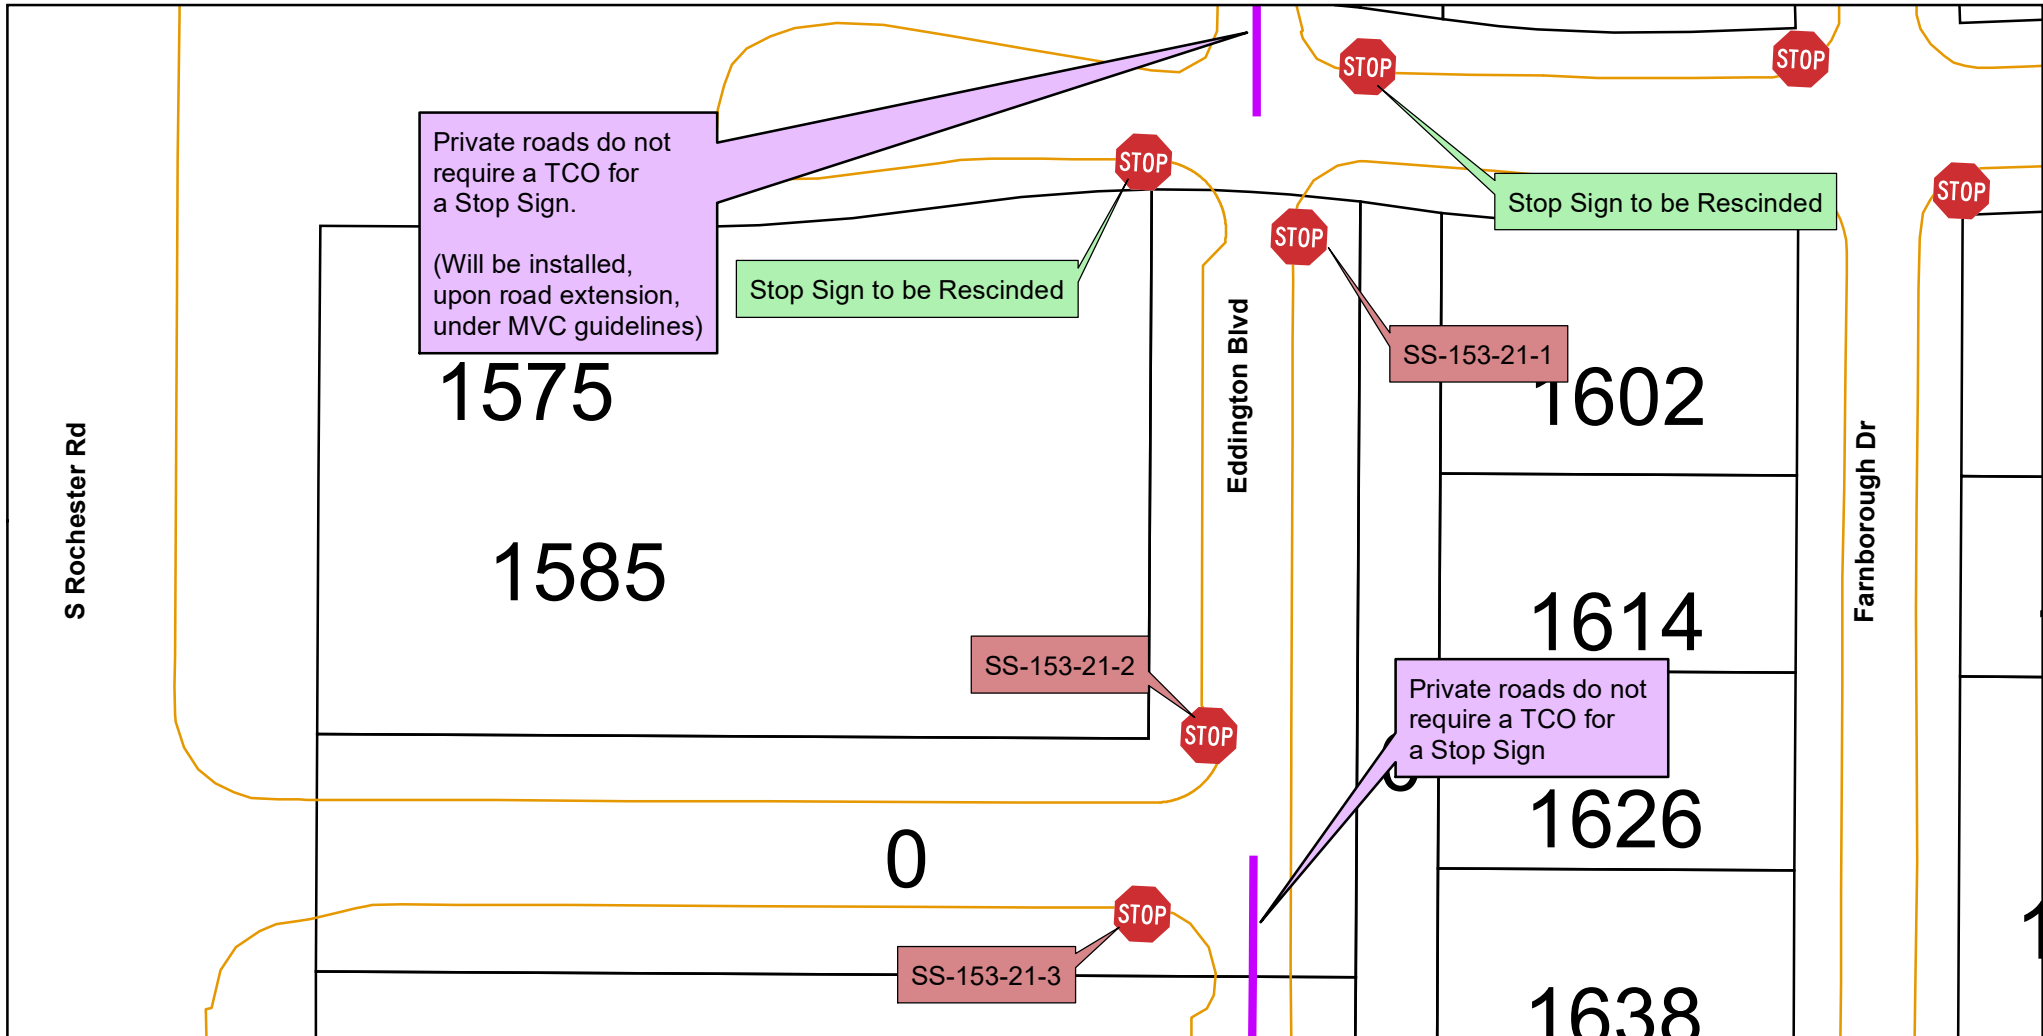 STOP
STOP
Private roads do not
require a TCO for
a Stop Sign.
(Will be installed,
upon road extension,
under MVC guidelines)
STOP
STOP
Stop Sign to be Rescinded
STOP
Stop Sign to be Rescinded
SS-153-21-1
1575
1602
Eddington Blvd
S Rochester Rd
Farnborough Dr
1585
1614
SS-153-21-2
STOP
Private roads do not
require a TCO for
a Stop Sign
1626
0
STOP
SS-153-21-3
1638